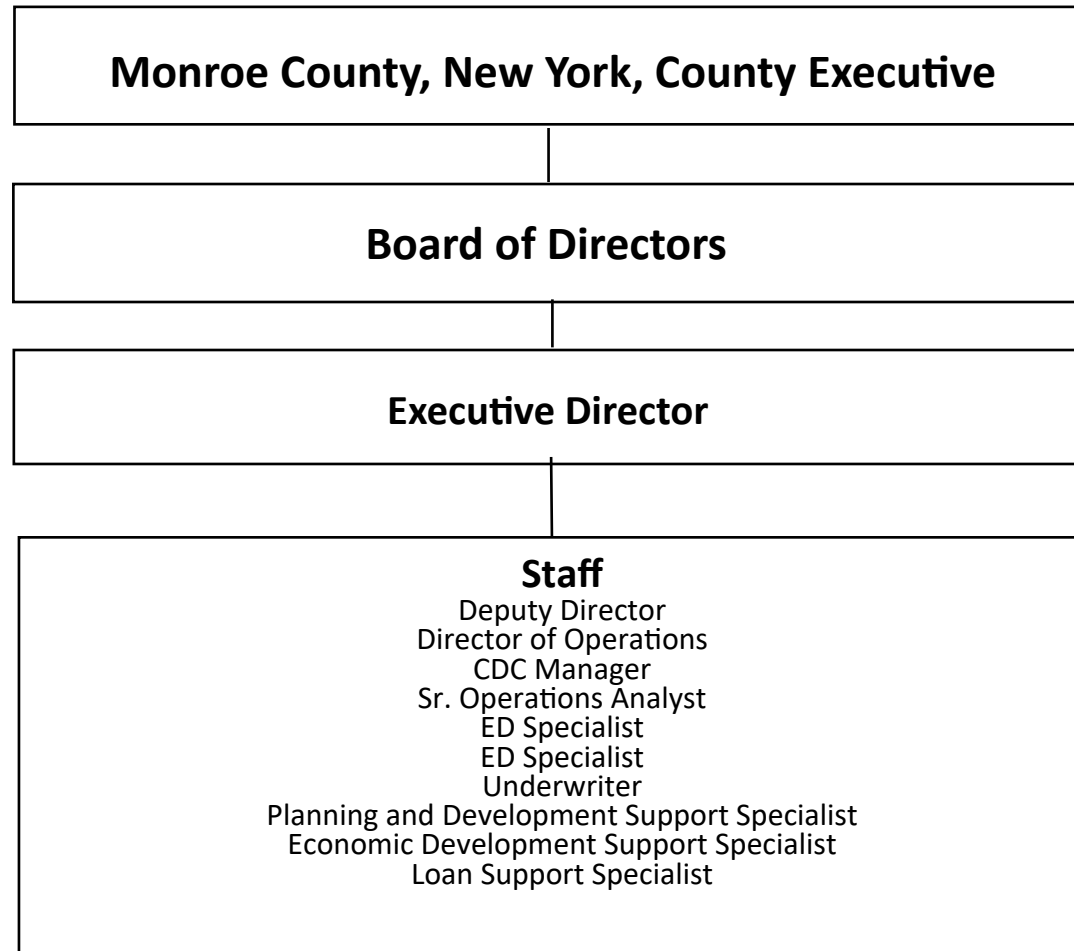 Monroe County, New York, County Executive
Board of Directors
Executive Director
Staff
Deputy Director
Director of Operations
CDC Manager
Sr. Operations Analyst
ED Specialist
ED Specialist
Underwriter
Planning and Development Support Specialist
Economic Development Support Specialist
Loan Support Specialist